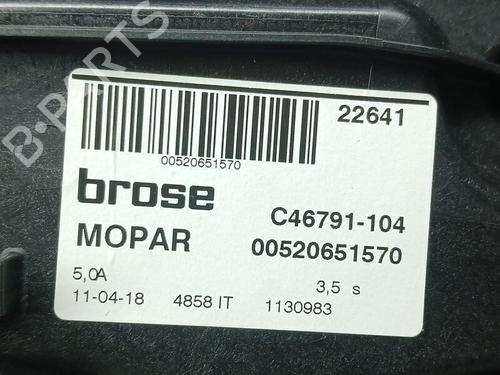 B-PARTS
22641
00520651570
brose
C46791-104
MOPAR
00520651570
5,0A
3,5 s
11-04-18 4858 IT 1130983